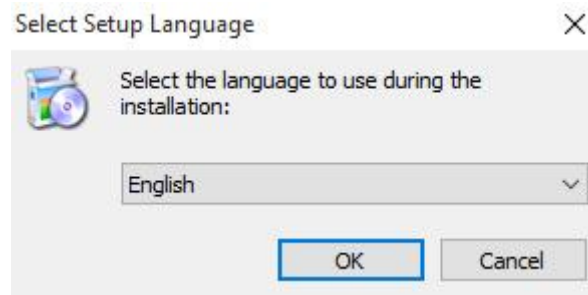 Select Setup Language
Select the language to use during the
installation:
English
OK
Cancel